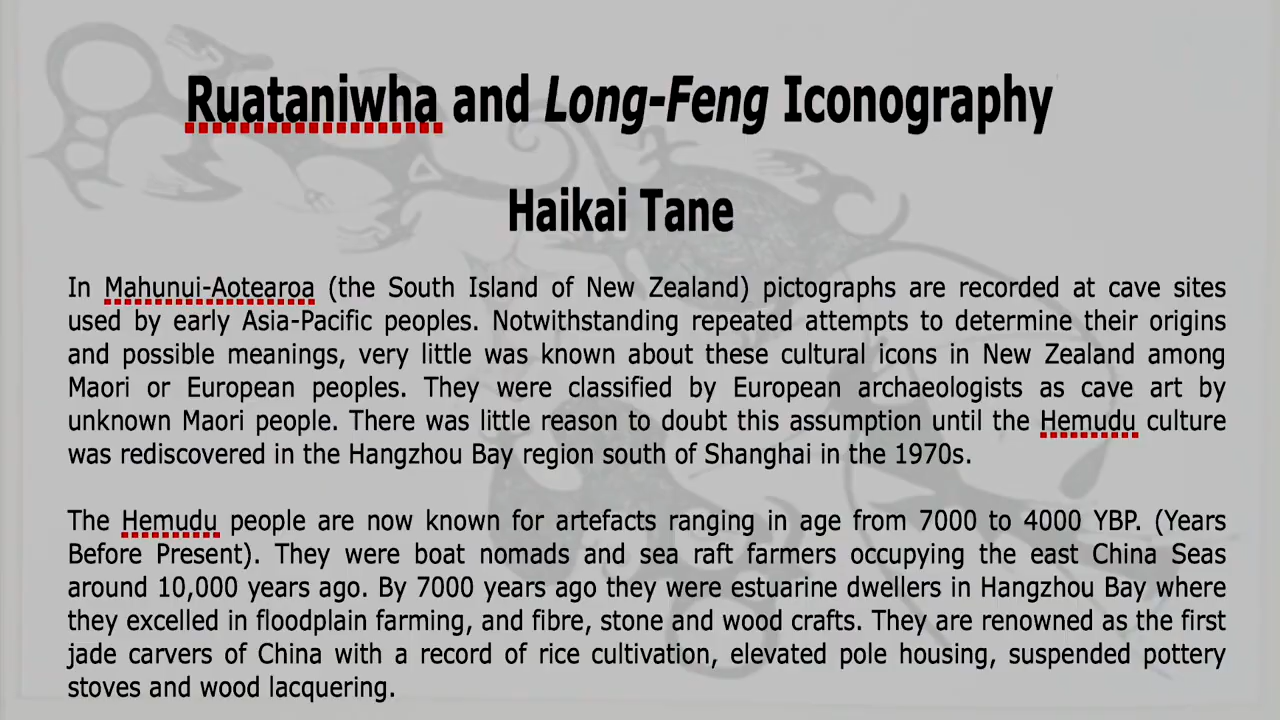 Ruataniwha and Long-Feng Iconography
Haikai Tane
In Mahunui-Aotearoa (the South Island of New Zealand) pictographs are recorded at cave sites
used by early Asia-Pacific peoples. Notwithstanding repeated attempts to determine their origins
and possible meanings, very little was known about these cultural icons in New Zealand among
Maori or European peoples. They were classified by European archaeologists as cave art by
unknown Maori people. There was little reason to doubt this assumption until the Hemudu culture
was rediscovered in the Hangzhou Bay region south of Shanghai in the 1970s.
The Hemudu people are now known for artefacts ranging in age from 7000 to 4000 YBP. (Years
Before Present). They were boat nomads and sea raft farmers occupying the east China Seas
around 10,000 years ago. By 7000 years ago they were estuarine dwellers in Hangzhou Bay where
they excelled in floodplain farming, and fibre, stone and wood crafts. They are renowned as the first
jade carvers of China with a record of rice cultivation, elevated pole housing, suspended pottery
stoves and wood lacquering.